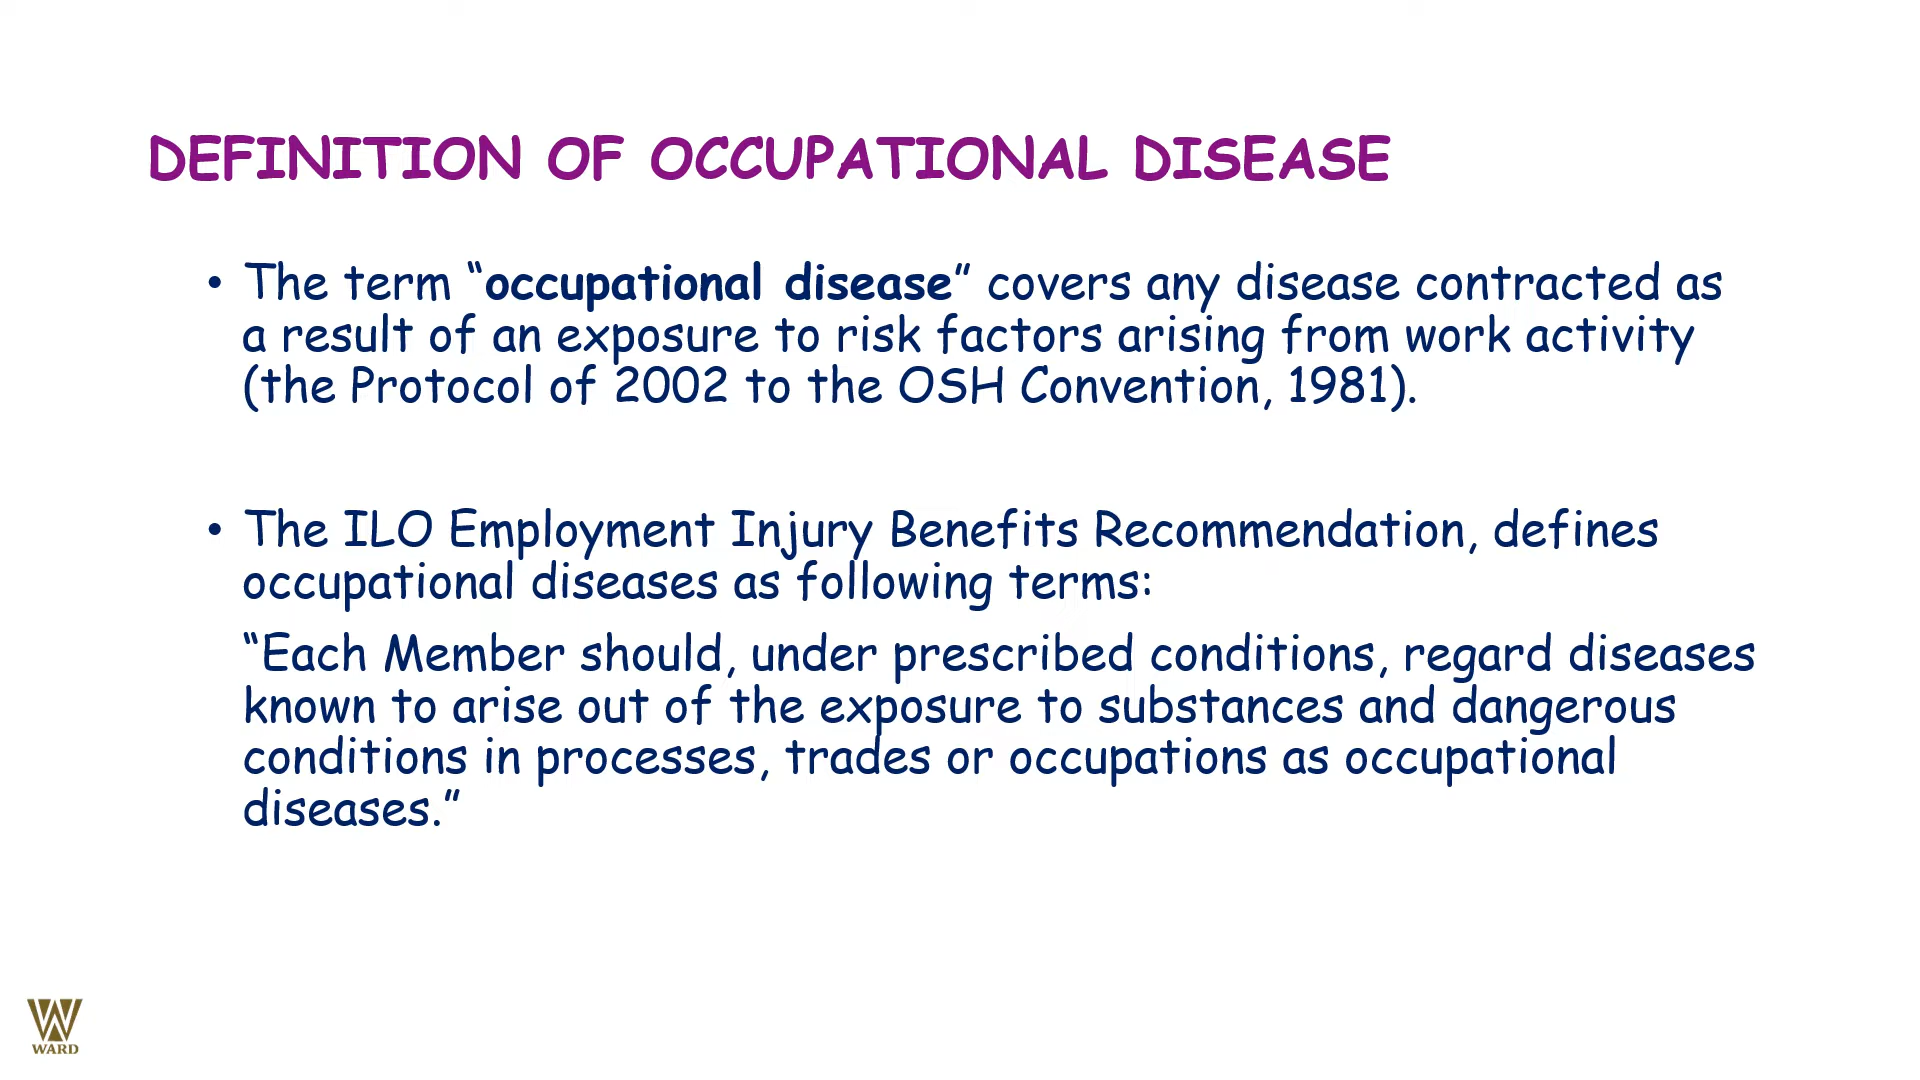 DEFINITION OF OCCUPATIONAL DISEASE
• The term “occupational disease” covers any disease contracted as
a result of an exposure to risk factors arising from work activity
(the Protocol of 2002 to the OSH Convention, 1981).
• The ILO Employment Injury Benefits Recommendation, defines
occupational diseases as following terms:
“Each Member should, under prescribed conditions, regard diseases
known to arise out of the exposure to substances and dangerous
conditions in processes, trades or occupations as occupational
diseases.”
WARD